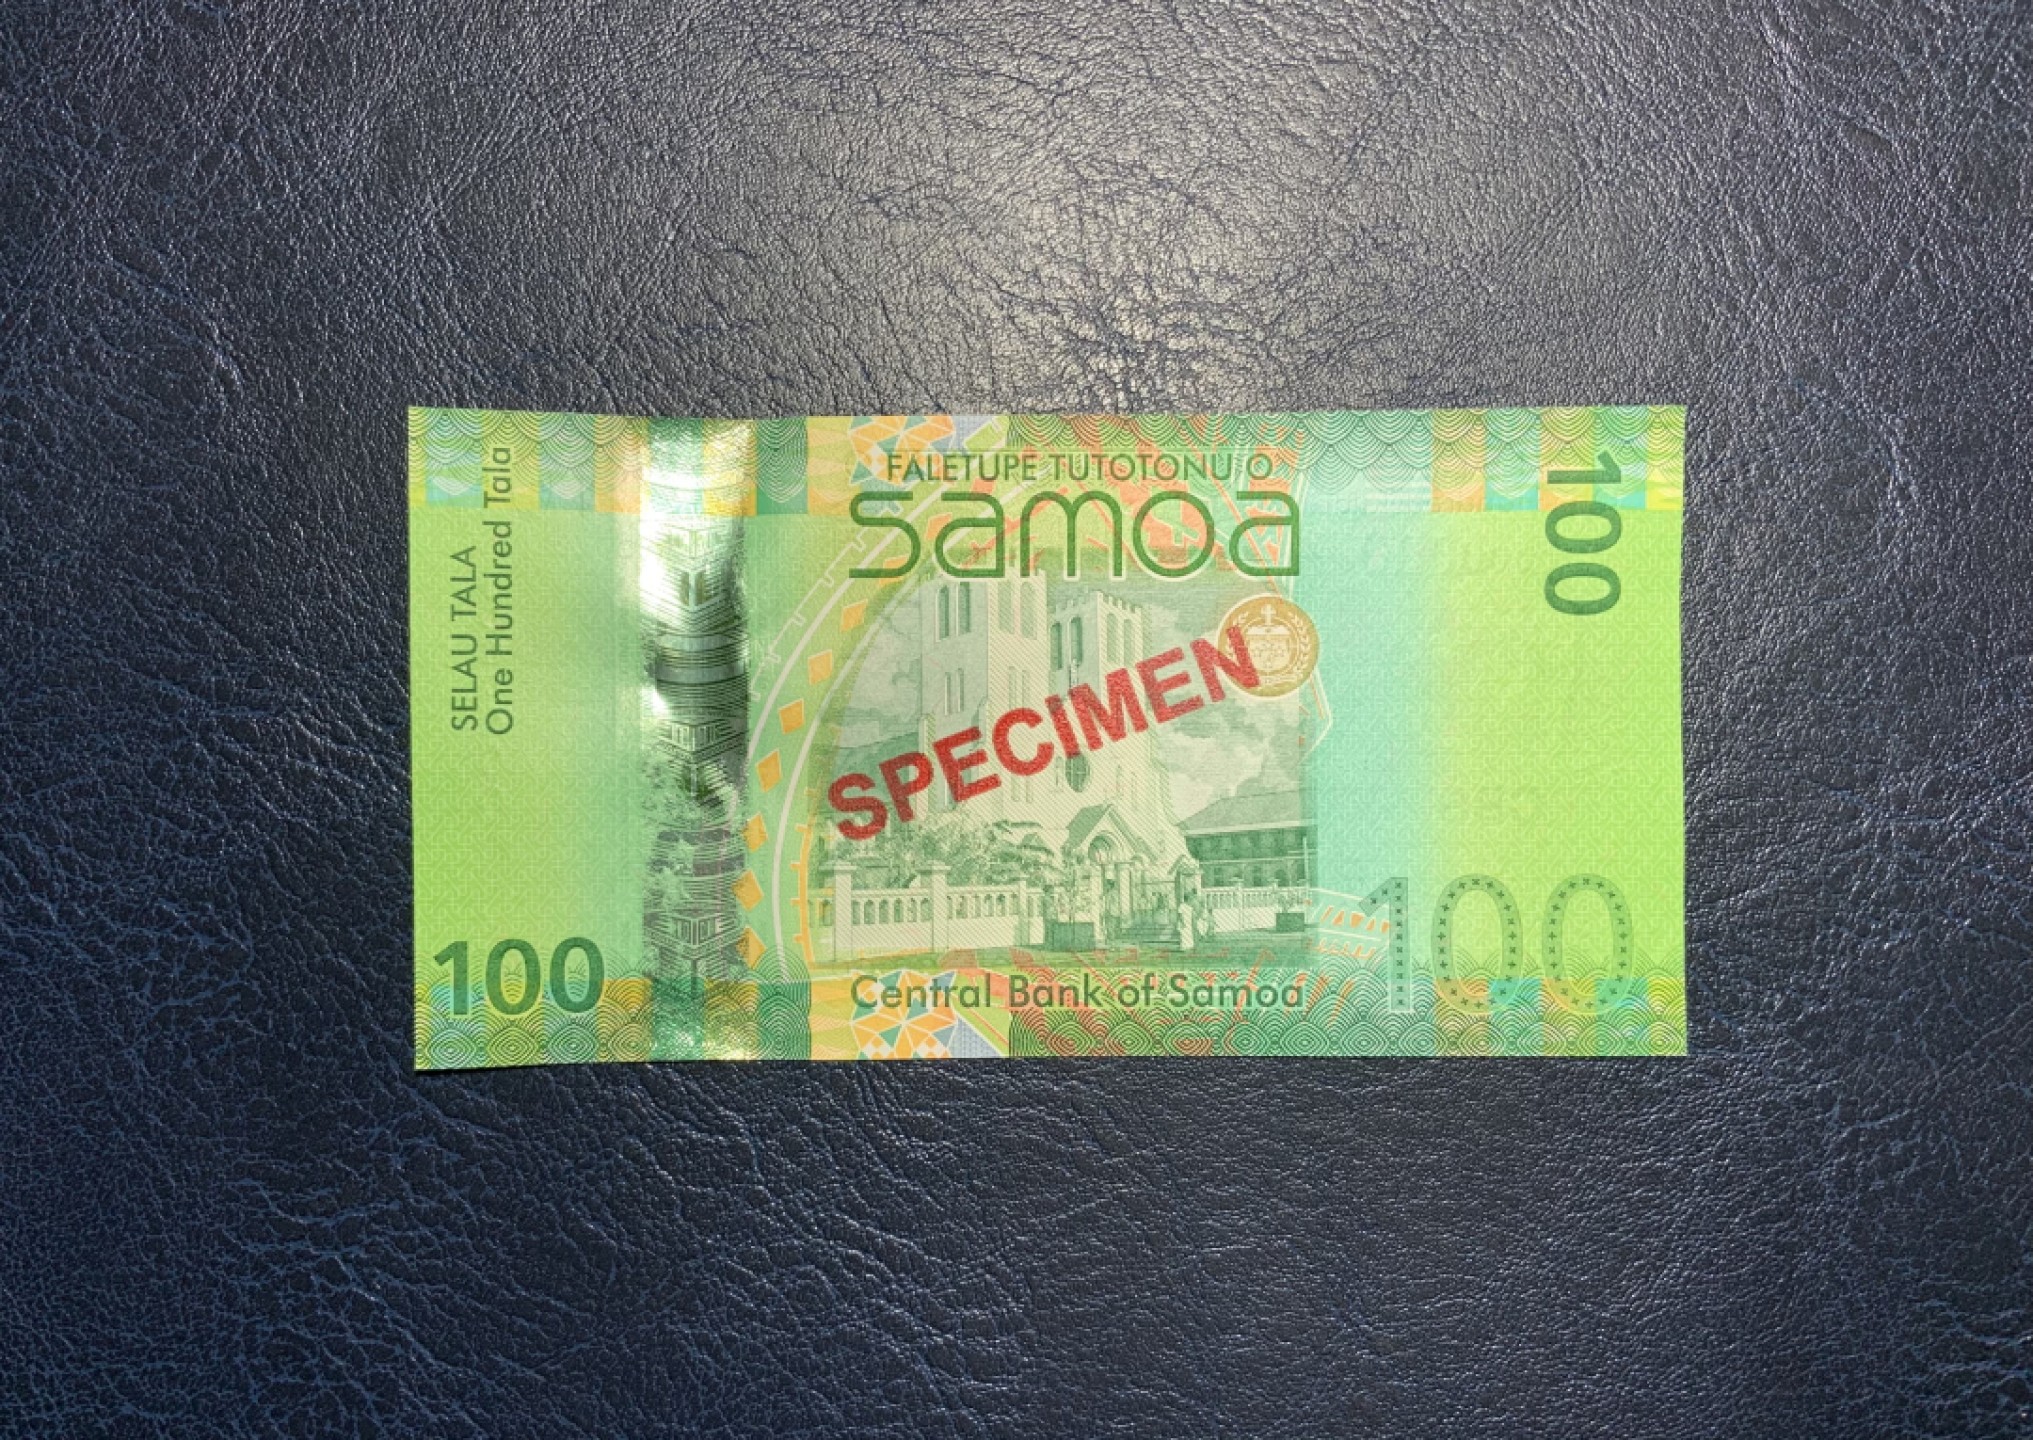 SELAU TALA
One Hundred Tala
FALETUPE TUTOTONU O
samoa
100
SPECIMEN
100
Central Bank of Samoa
100